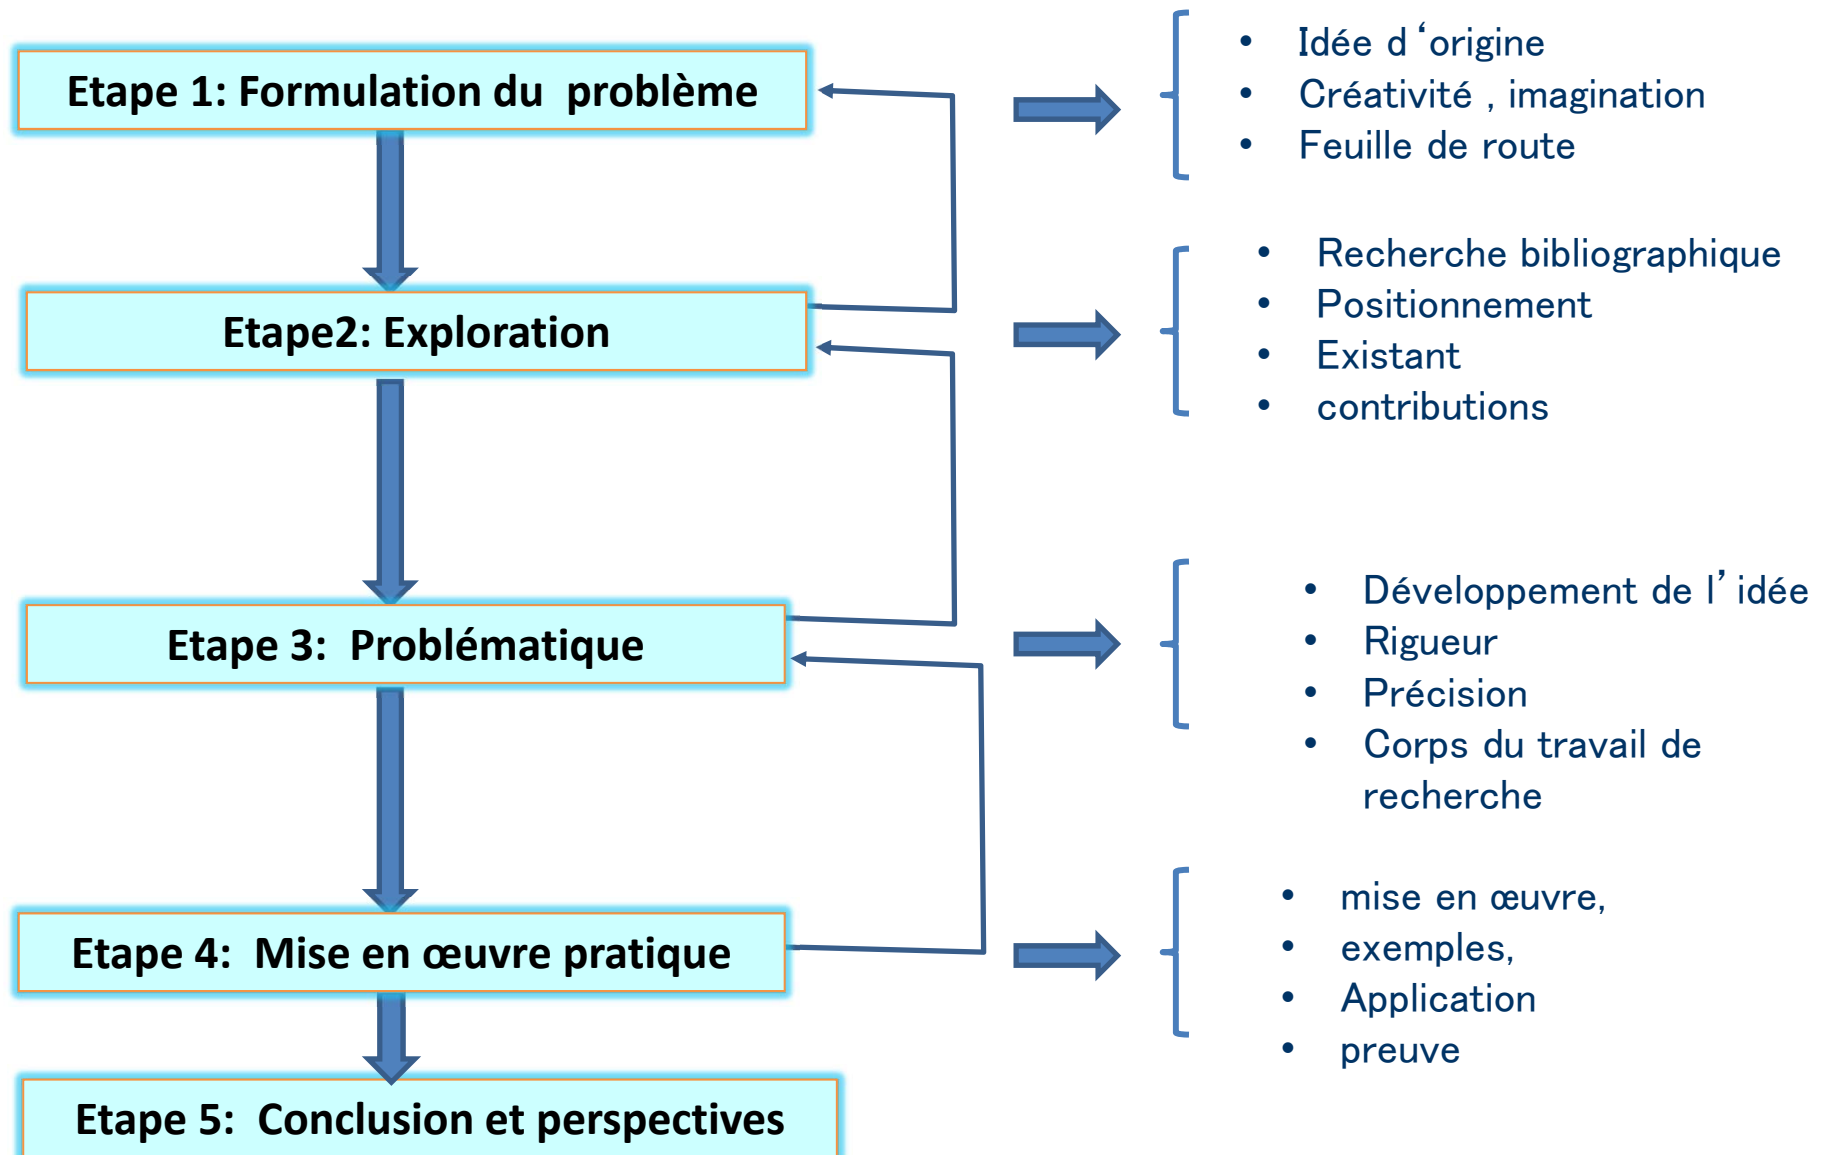 Etape 1: Formulation du  problème
• Idée d‘origine
• Créativité , imagination
• Feuille de route
Etape2: Exploration
• Recherche bibliographique
• Positionnement
• Existant
• contributions
Etape 3:  Problématique
• Développement de l’idée
• Rigueur
• Précision
• Corps du travail de
recherche
Etape 4:  Mise en œuvre pratique
• mise en œuvre,
• exemples,
• Application
• preuve
Etape 5:  Conclusion et perspectives